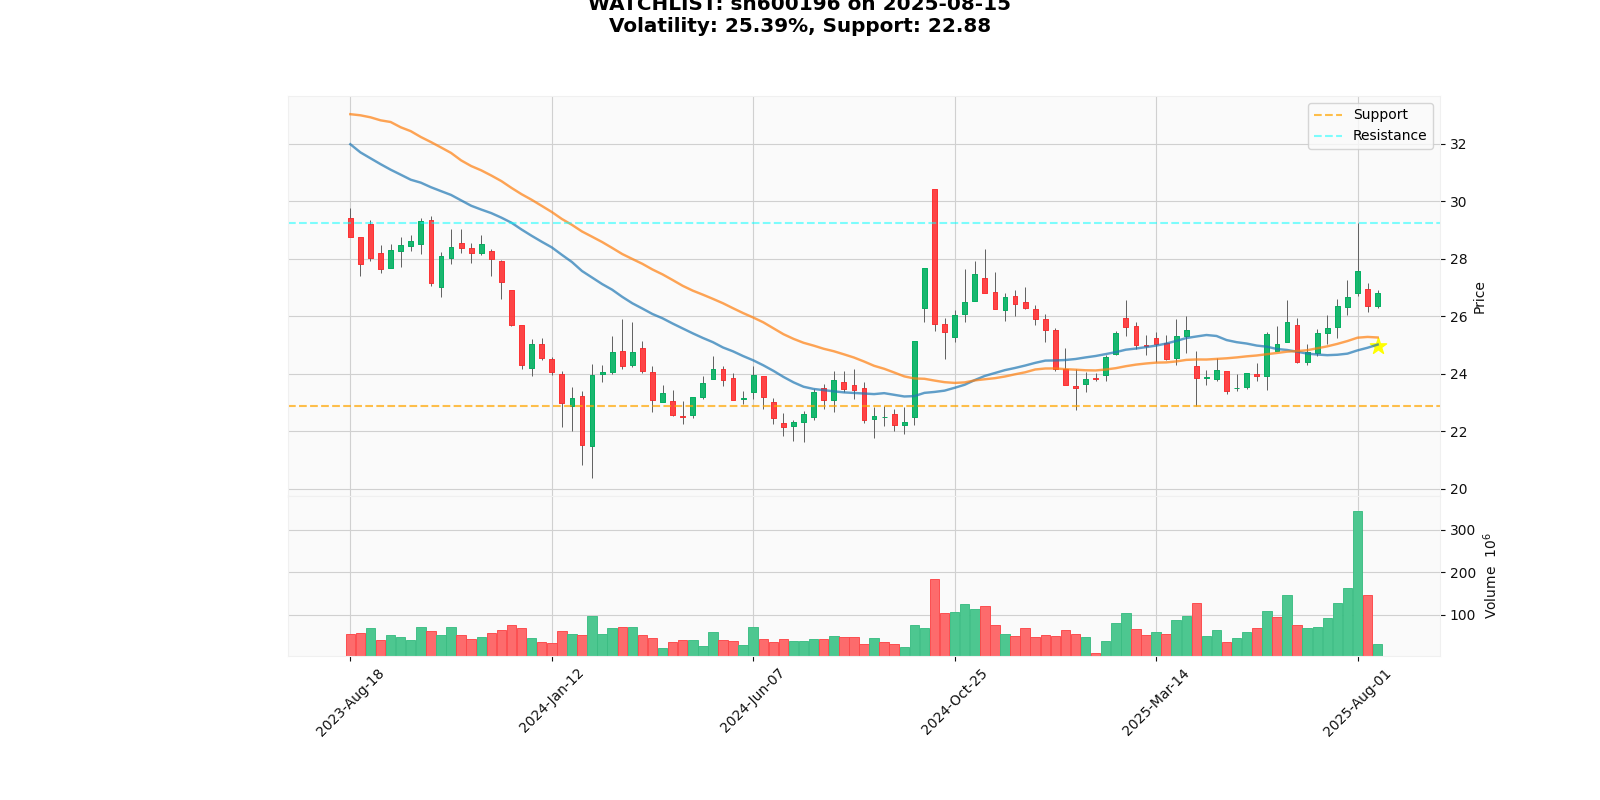 WATCHLIST: sh600196 on 2025-08-15
Volatility: 25.39%, Support: 22.88
Support
Resistance
32
30
28
26
24
22
20
Price
300
200
100
Volume 10⁶
2023-Aug-18
2024-Jan-12
2024-Jun-07
2024-Oct-25
2025-Mar-14
2025-Aug-01